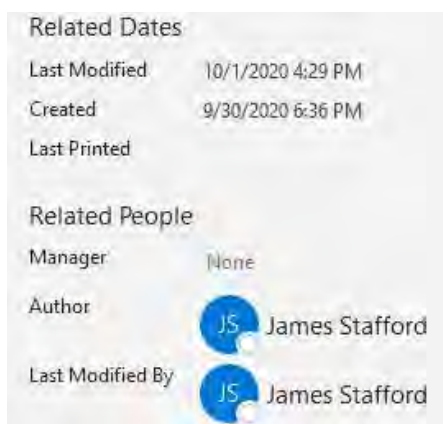 Related Dates
Last Modified 10/1/2020 4:29 PM
Created 9/30/2020 6:36 PM
Last Printed
Related People
Manager None
Author
JS James Stafford
Last Modified By
JS James Stafford